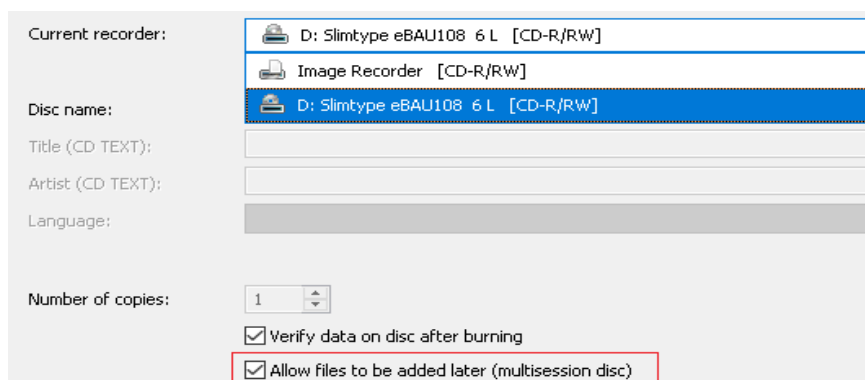 Current recorder:
D: Slimtype eBAU108 6 L [CD-R/RW]
Image Recorder [CD-R/RW]
D: Slimtype eBAU108 6 L [CD-R/RW]
Disc name:
Title (CD TEXT):
Artist (CD TEXT):
Language:
Number of copies:
1
Verify data on disc after burning
Allow files to be added later (multisession disc)